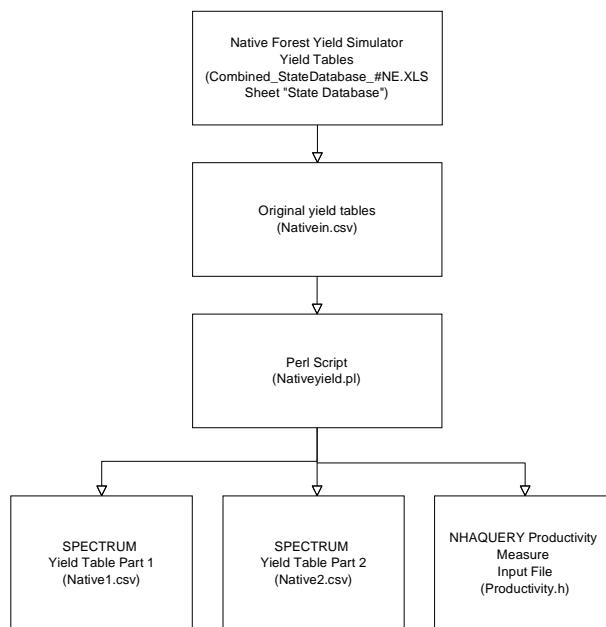 Native Forest Yield Simulator
Yield Tables
(Combined_StateDatabase_#NE.XLS
Sheet "State Database")
Original yield tables
(Nativein.csv)
Perl Script
(Nativeyield.pl)
SPECTRUM
Yield Table Part 1
(Native1.csv)
SPECTRUM
Yield Table Part 2
(Native2.csv)
NHAQUERY Productivity
Measure
Input File
(Productivity.h)